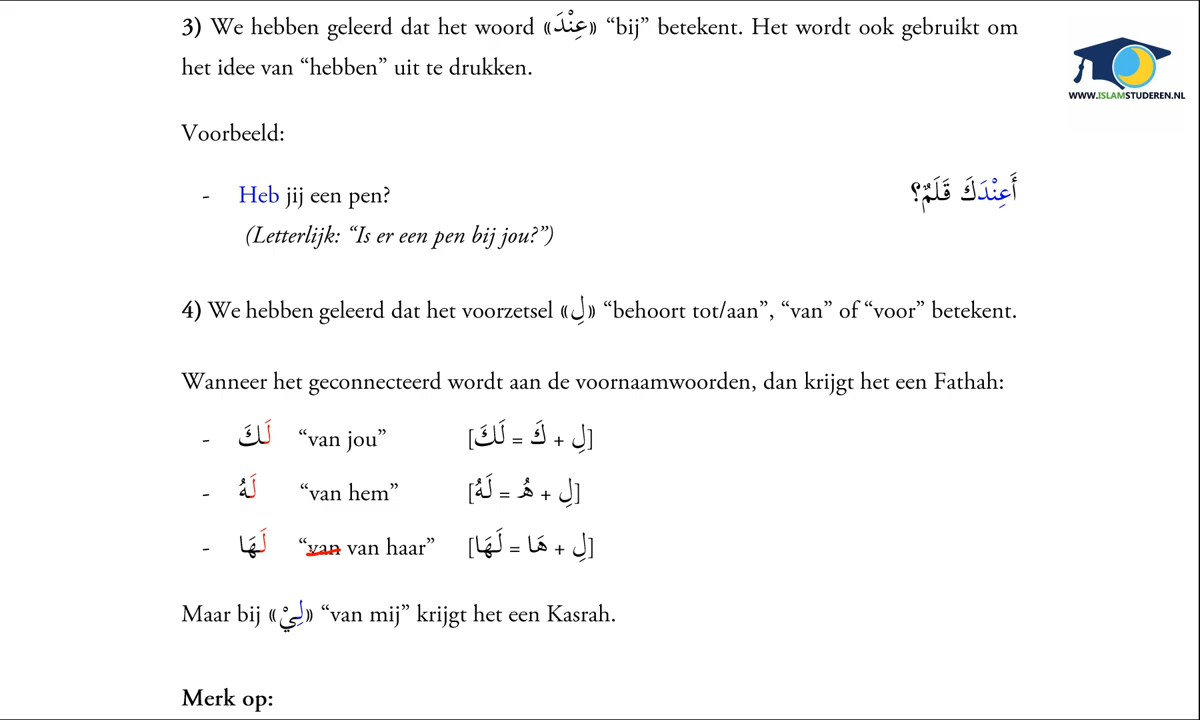 3) We hebben geleerd dat het woord «عِنْدَ» “bij” betekent. Het wordt ook gebruikt om
het idee van “hebben” uit te drukken.
WWW.ISLAMSTUDEREN.NL
Voorbeeld:
- Heb jij een pen? أَعِنْدَكَ قَلَمٌ؟
(Letterlijk: “Is er een pen bij jou?”)
4) We hebben geleerd dat het voorzetsel «لِ» “behoort tot/aan”, “van” of “voor” betekent.
Wanneer het geconnecteerd wordt aan de voornaamwoorden, dan krijgt het een Fathah:
- لَكَ “van jou” [لِ + كَ = لَكَ]
- لَهُ “van hem” [لِ + هُ = لَهُ]
- لَهَا “van van haar” [لِ + هَا = لَهَا]
Maar bij «لِيْ» “van mij” krijgt het een Kasrah.
Merk op: